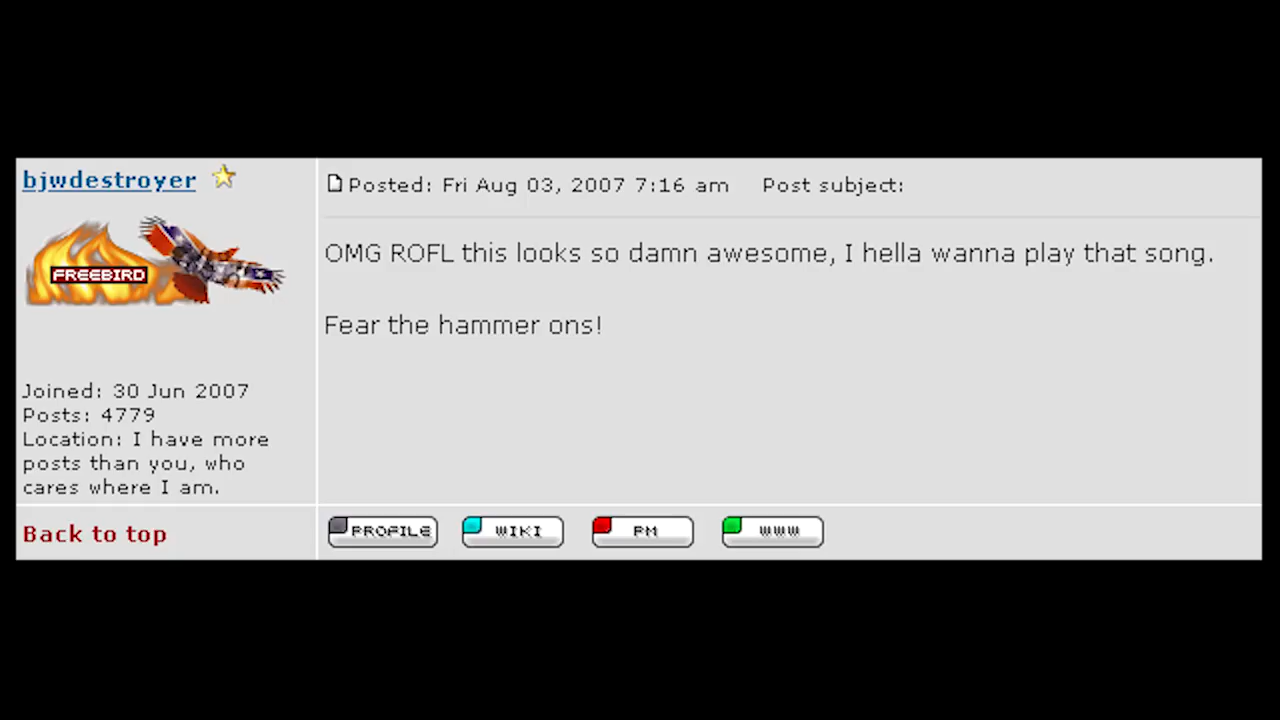 bjwdestroyer
FREEBIRD
Joined: 30 Jun 2007
Posts: 4779
Location: I have more
posts than you, who
cares where I am.
Posted: Fri Aug 03, 2007 7:16 am Post subject:
OMG ROFL this looks so damn awesome, I hella wanna play that song.
Fear the hammer ons!
Back to top
PROFILE WIKI PM WWW